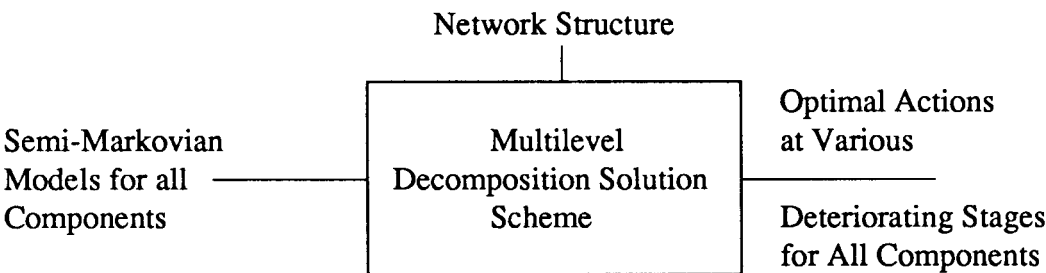 Network Structure
Semi-Markovian
Models for all
Components
Multilevel
Decomposition Solution
Scheme
Optimal Actions
at Various
Deteriorating Stages
for All Components